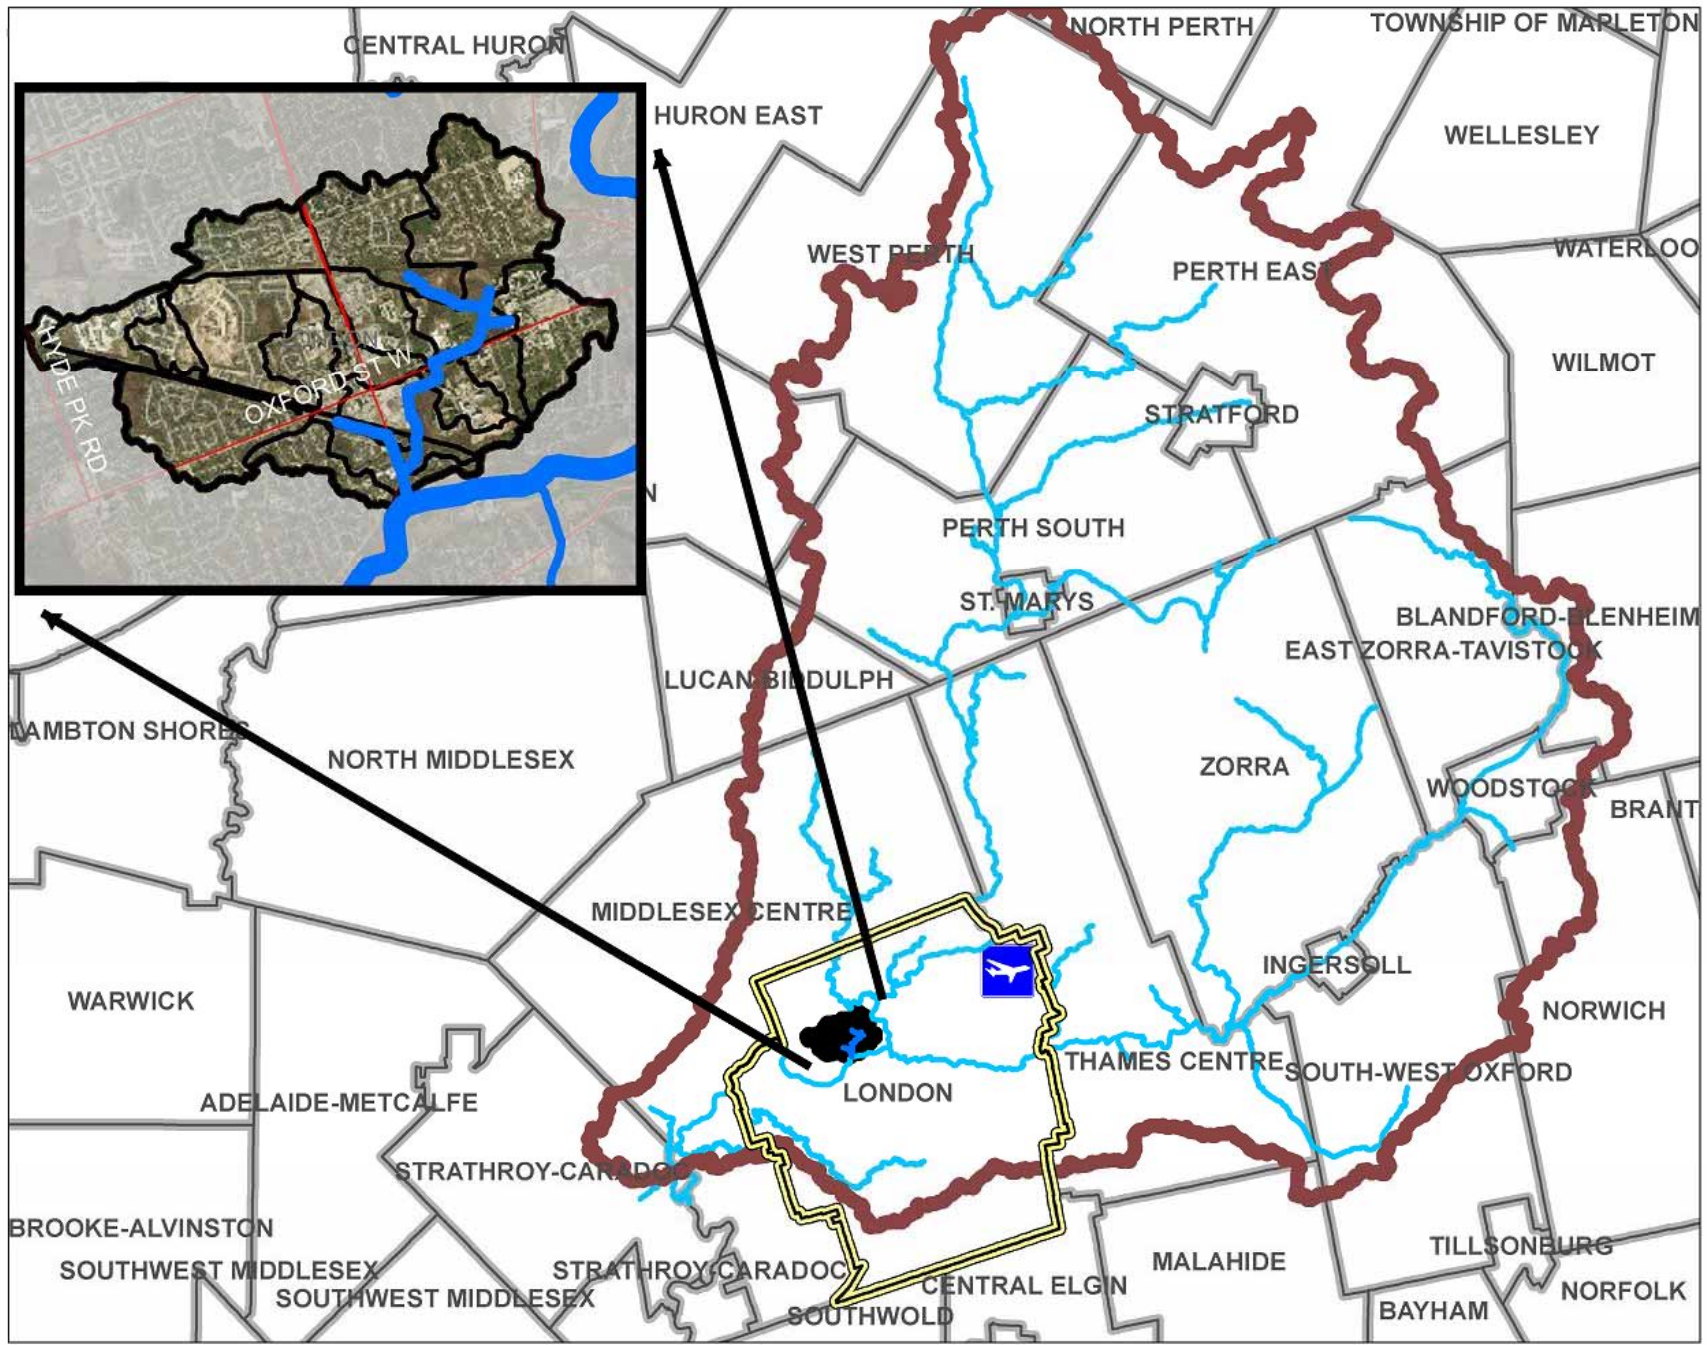 NORTH PERTH
TOWNSHIP OF MAPLETON
CENTRAL HURON
HURON EAST
WELLESLEY
WEST PERTH
WATERLOO
PERTH EAST
WILMOT
HYDE PK RD
OXFORD ST W
STRATFORD
N
PERTH SOUTH
ST. MARYS
BLANDFORD-BLENHEIM
EAST ZORRA-TAVISTOCK
LUCAN BIDDULPH
LAMBTON SHORES
NORTH MIDDLESEX
ZORRA
WOODSTOCK
BRANT
MIDDLESEX CENTRE
INGERSOLL
WARWICK
NORWICH
THAMES CENTRE
SOUTH-WEST OXFORD
LONDON
ADELAIDE-METCALFE
STRATHROY-CARADOC
BROOKE-ALVINSTON
TILLSONBURG
MALAHIDE
SOUTHWEST MIDDLESEX
STRATHROY-CARADOC
CENTRAL ELGIN
NORFOLK
SOUTHWEST MIDDLESEX
SOUTHWOLD
BAYHAM